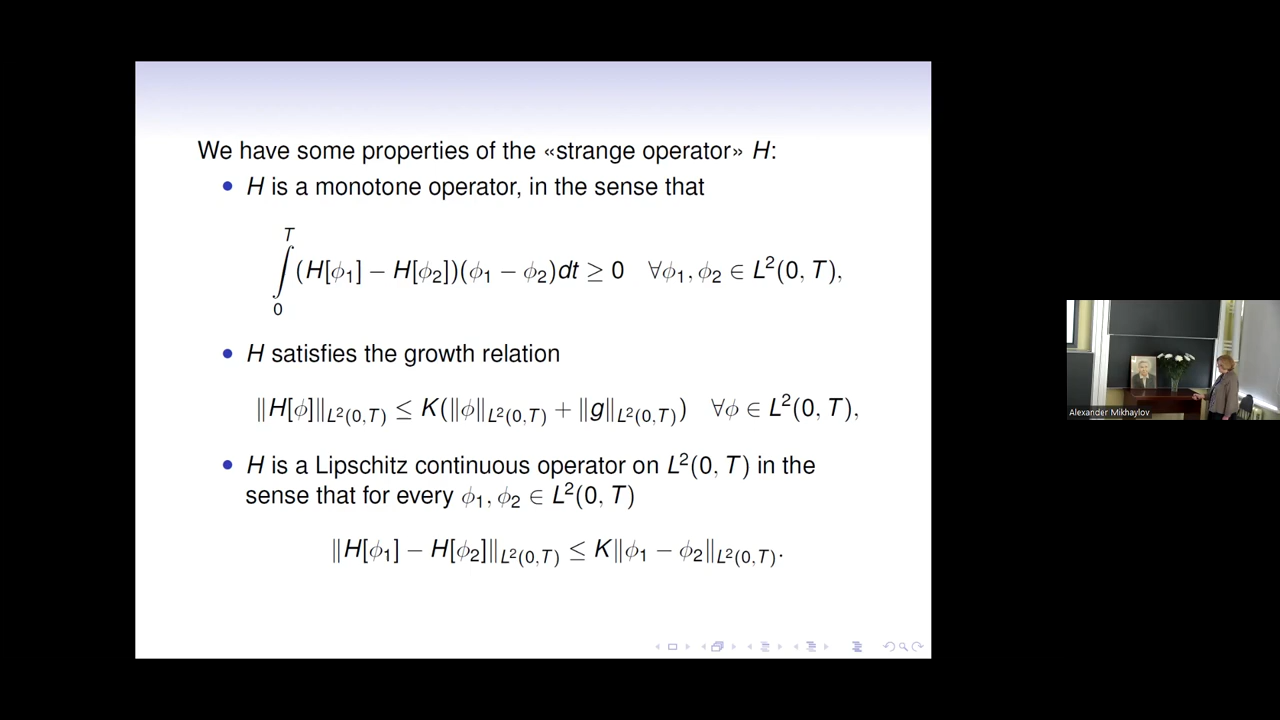 We have some properties of the «strange operator» H:
• H is a monotone operator, in the sense that
∫₀ᵀ (H[ϕ₁] − H[ϕ₂])(ϕ₁ − ϕ₂)dt ≥ 0 ∀ϕ₁, ϕ₂ ∈ L²(0, T),
• H satisfies the growth relation
‖H[ϕ]‖_{L²(0,T)} ≤ K(‖ϕ‖_{L²(0,T)} + ‖g‖_{L²(0,T)}) ∀ϕ ∈ L²(0, T),
• H is a Lipschitz continuous operator on L²(0, T) in the
sense that for every ϕ₁, ϕ₂ ∈ L²(0, T)
‖H[ϕ₁] − H[ϕ₂]‖_{L²(0,T)} ≤ K‖ϕ₁ − ϕ₂‖_{L²(0,T)}.
Alexander Mikhaylov